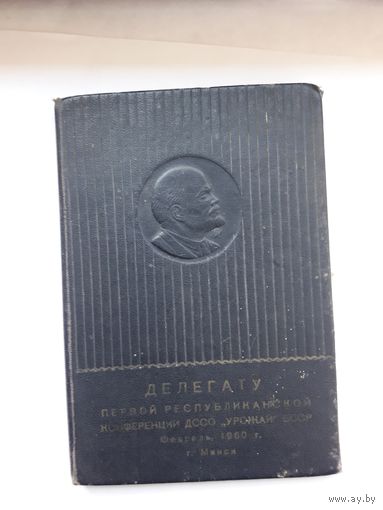 ДЕЛЕГАТУ
ПЕРВОЙ РЕСПУБЛИКАНСКОЙ
КОНФЕРЕНЦИИ ДССО „УРОЖАЙ" БССР
Февраль, 1960 г.
г. Минск
www.ay.by